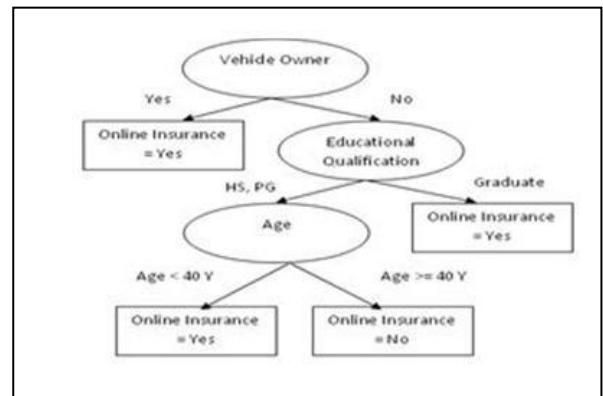 Vehicle Owner
Yes
No
Online Insurance
= Yes
Educational
Qualification
HS, PG
Graduate
Age
Online Insurance
= Yes
Age < 40 Y
Age >= 40 Y
Online Insurance
= Yes
Online Insurance
= No